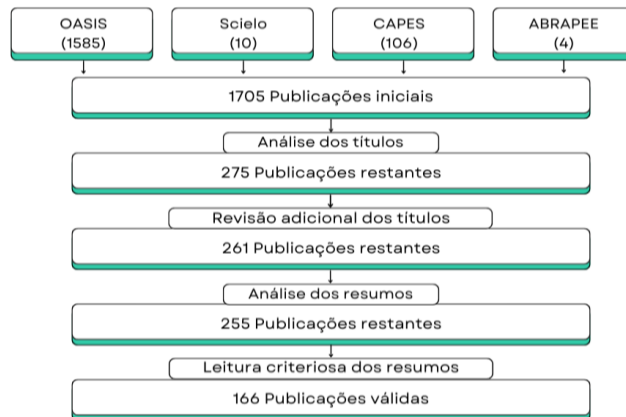 OASIS
(1585)
Scielo
(10)
CAPES
(106)
ABRAPEE
(4)
1705 Publicações iniciais
Análise dos títulos
275 Publicações restantes
Revisão adicional dos títulos
261 Publicações restantes
Análise dos resumos
255 Publicações restantes
Leitura criteriosa dos resumos
166 Publicações válidas